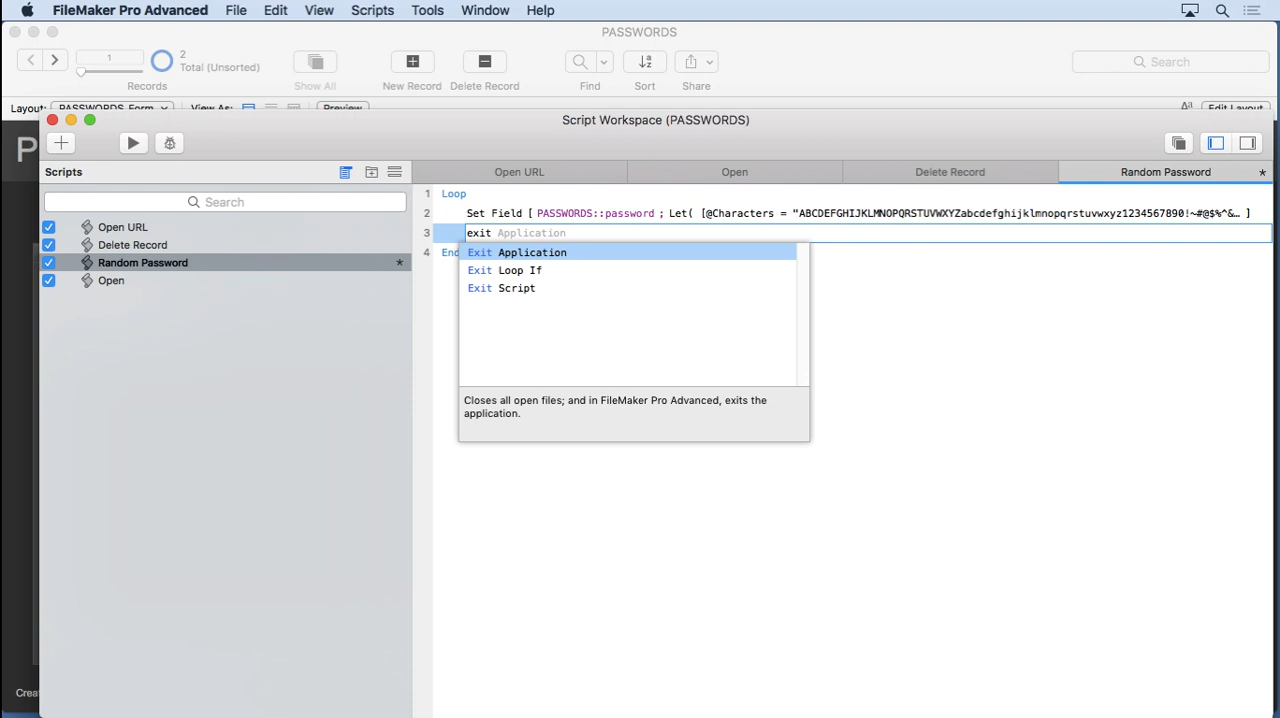 FileMaker Pro Advanced File Edit View Scripts Tools Window Help
PASSWORDS
1
2
Total (Unsorted)
Search
Records Show All New Record Delete Record Find Sort Share
Layout: PASSWORDS Form View As: Preview Aa Edit Layout
P
Script Workspace (PASSWORDS)
Scripts
Open URL Open Delete Record Random Password *
Search
Open URL
Delete Record
Random Password *
Open
1 Loop
2 Set Field [ PASSWORDS::password ; Let( [@Characters = "ABCDEFGHIJKLMNOPQRSTUVWXYZabcdefghijklmnopqrstuvwxyz1234567890!~#@$%^&… ]
3 exit Application
4 End
Exit Application
Exit Loop If
Exit Script
Closes all open files; and in FileMaker Pro Advanced, exits the
application.
Creat